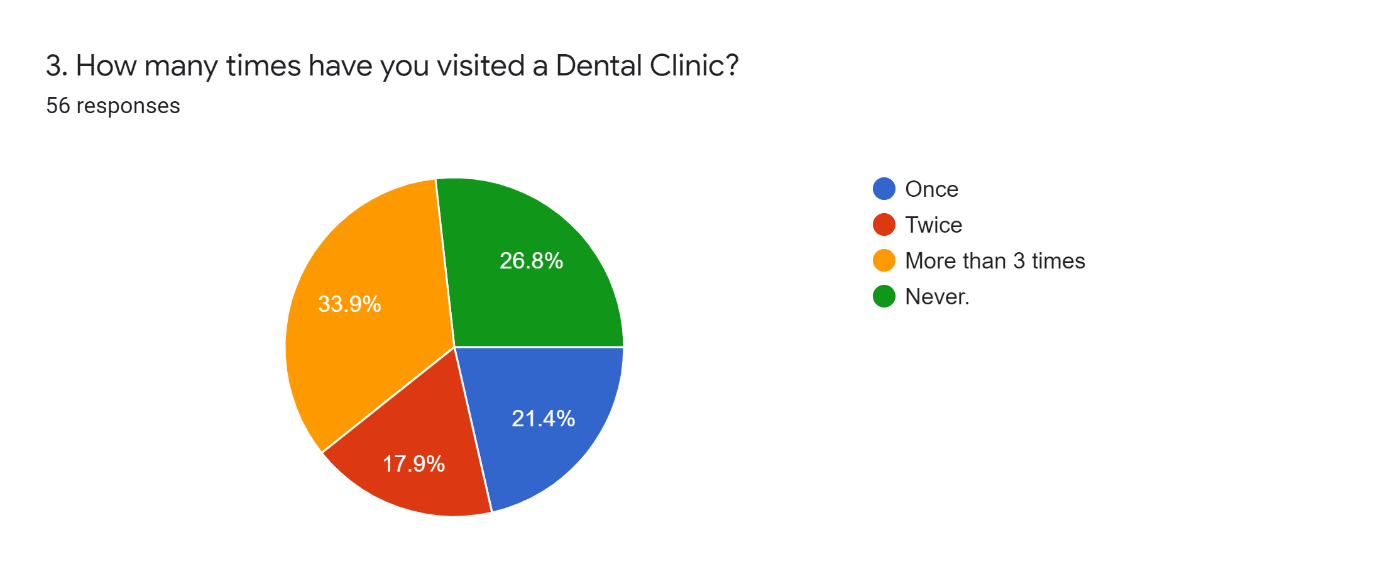 3. How many times have you visited a Dental Clinic?
56 responses
26.8%
33.9%
21.4%
17.9%
Once
Twice
More than 3 times
Never.